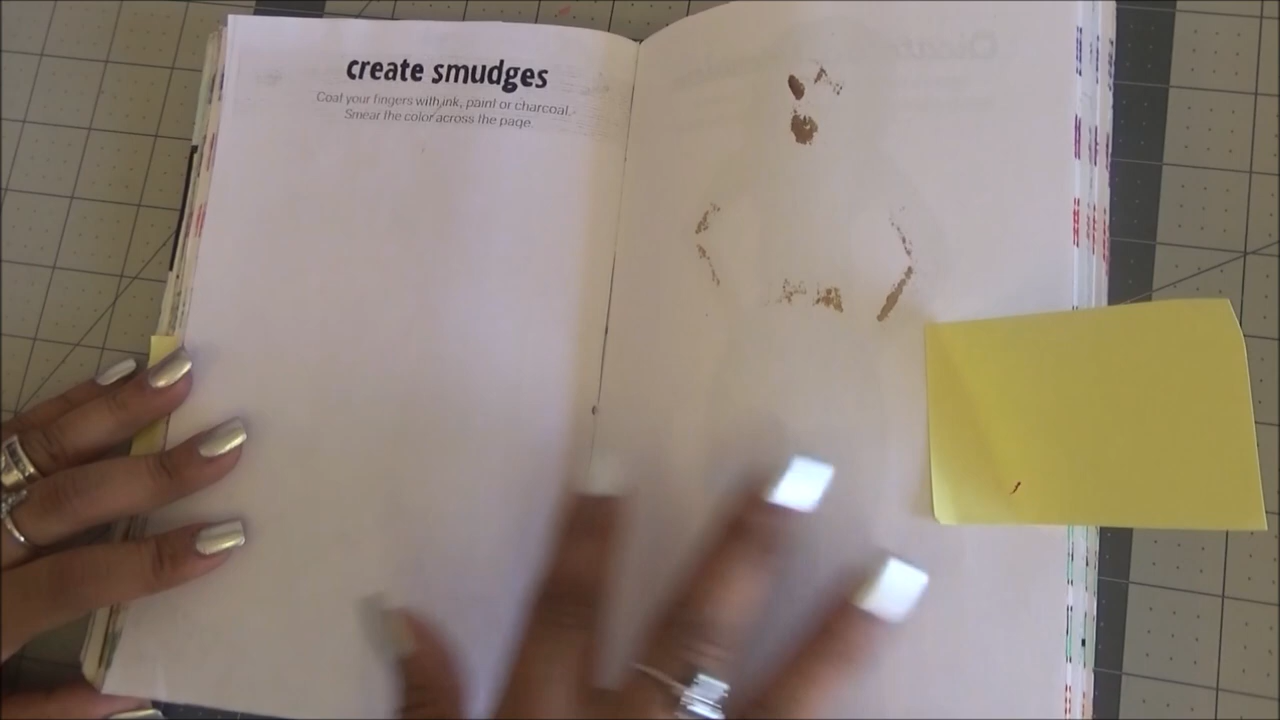 create smudges
Coat your fingers with ink, paint or charcoal.
Smear the color across the page.